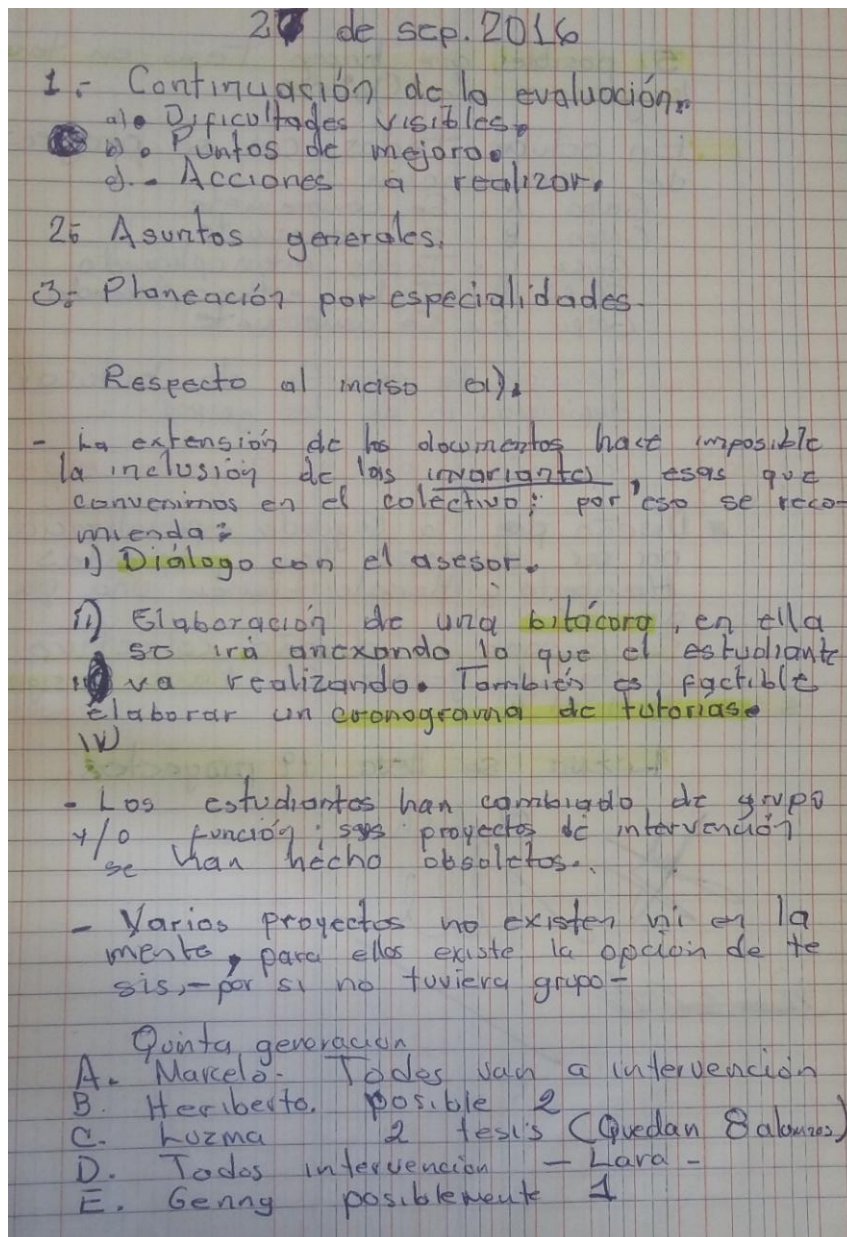 27 de sep. 2016
1.- Continuación de la evaluación.
a). Dificultades visibles.
b). Puntos de mejora.
c). Acciones a realizar.
2.- Asuntos generales.
3.- Planeación por especialidades.
Respecto al inciso a).
- La extensión de los documentos hace imposible
la inclusión de las invariantes, esas que
convenimos en el colectivo; por eso se reco-
mienda:
i) Diálogo con el asesor.
ii) Elaboración de una bitácora, en ella
se irá anexando lo que el estudiante
va realizando. También es factible
elaborar un cronograma de tutorías.
IV)
- Los estudiantes han cambiado de grupo
y/o función; sus proyectos de intervención
se han hecho obsoletos..
- Varios proyectos no existen ni en la
mente, para ellos existe la opción de te
sis,- por si no tuviera grupo-
Quinta generación
A. Marcelo. Todos van a intervención
B. Heriberto. posible 2
C. Luzma 2 tesis (Quedan 8 alumnos)
D. Todos intervención - Lara -
E. Genny posiblemente 1